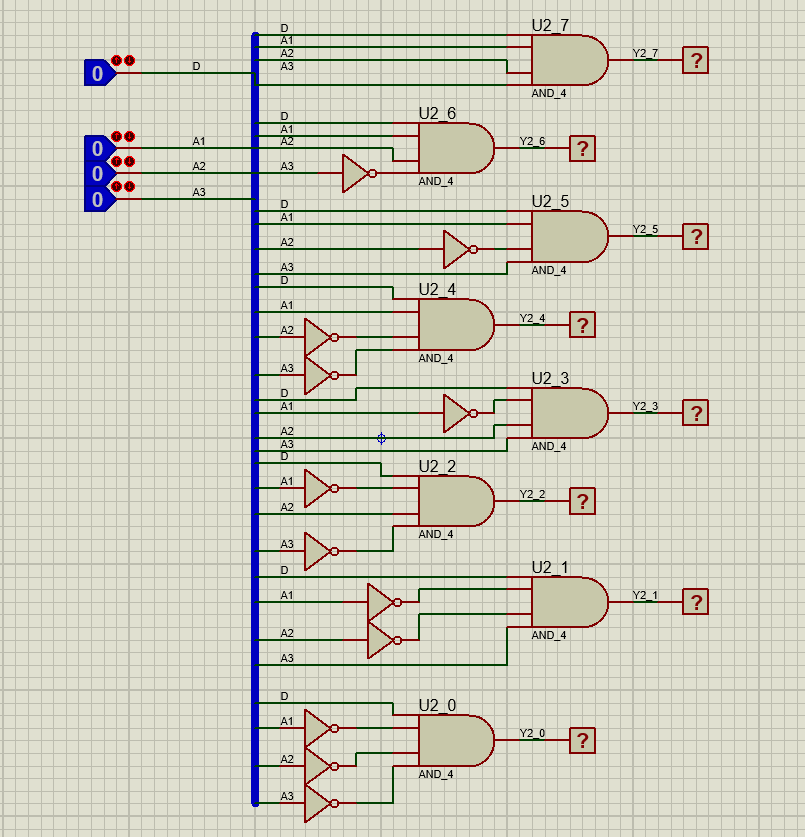 0 D
0 A1
0 A2
0 A3
D U2_7
A1
A2 Y2_7 ?
A3
AND_4
D U2_6
A1
A2 Y2_6 ?
A3
AND_4
D U2_5
A1
A2 Y2_5 ?
A3
AND_4
D U2_4
A1
A2 Y2_4 ?
A3
AND_4
D U2_3
A1
A2 Y2_3 ?
A3
AND_4
D U2_2
A1
A2 Y2_2 ?
A3
AND_4
D U2_1
A1
A2 Y2_1 ?
A3
AND_4
D U2_0
A1
A2 Y2_0 ?
A3
AND_4